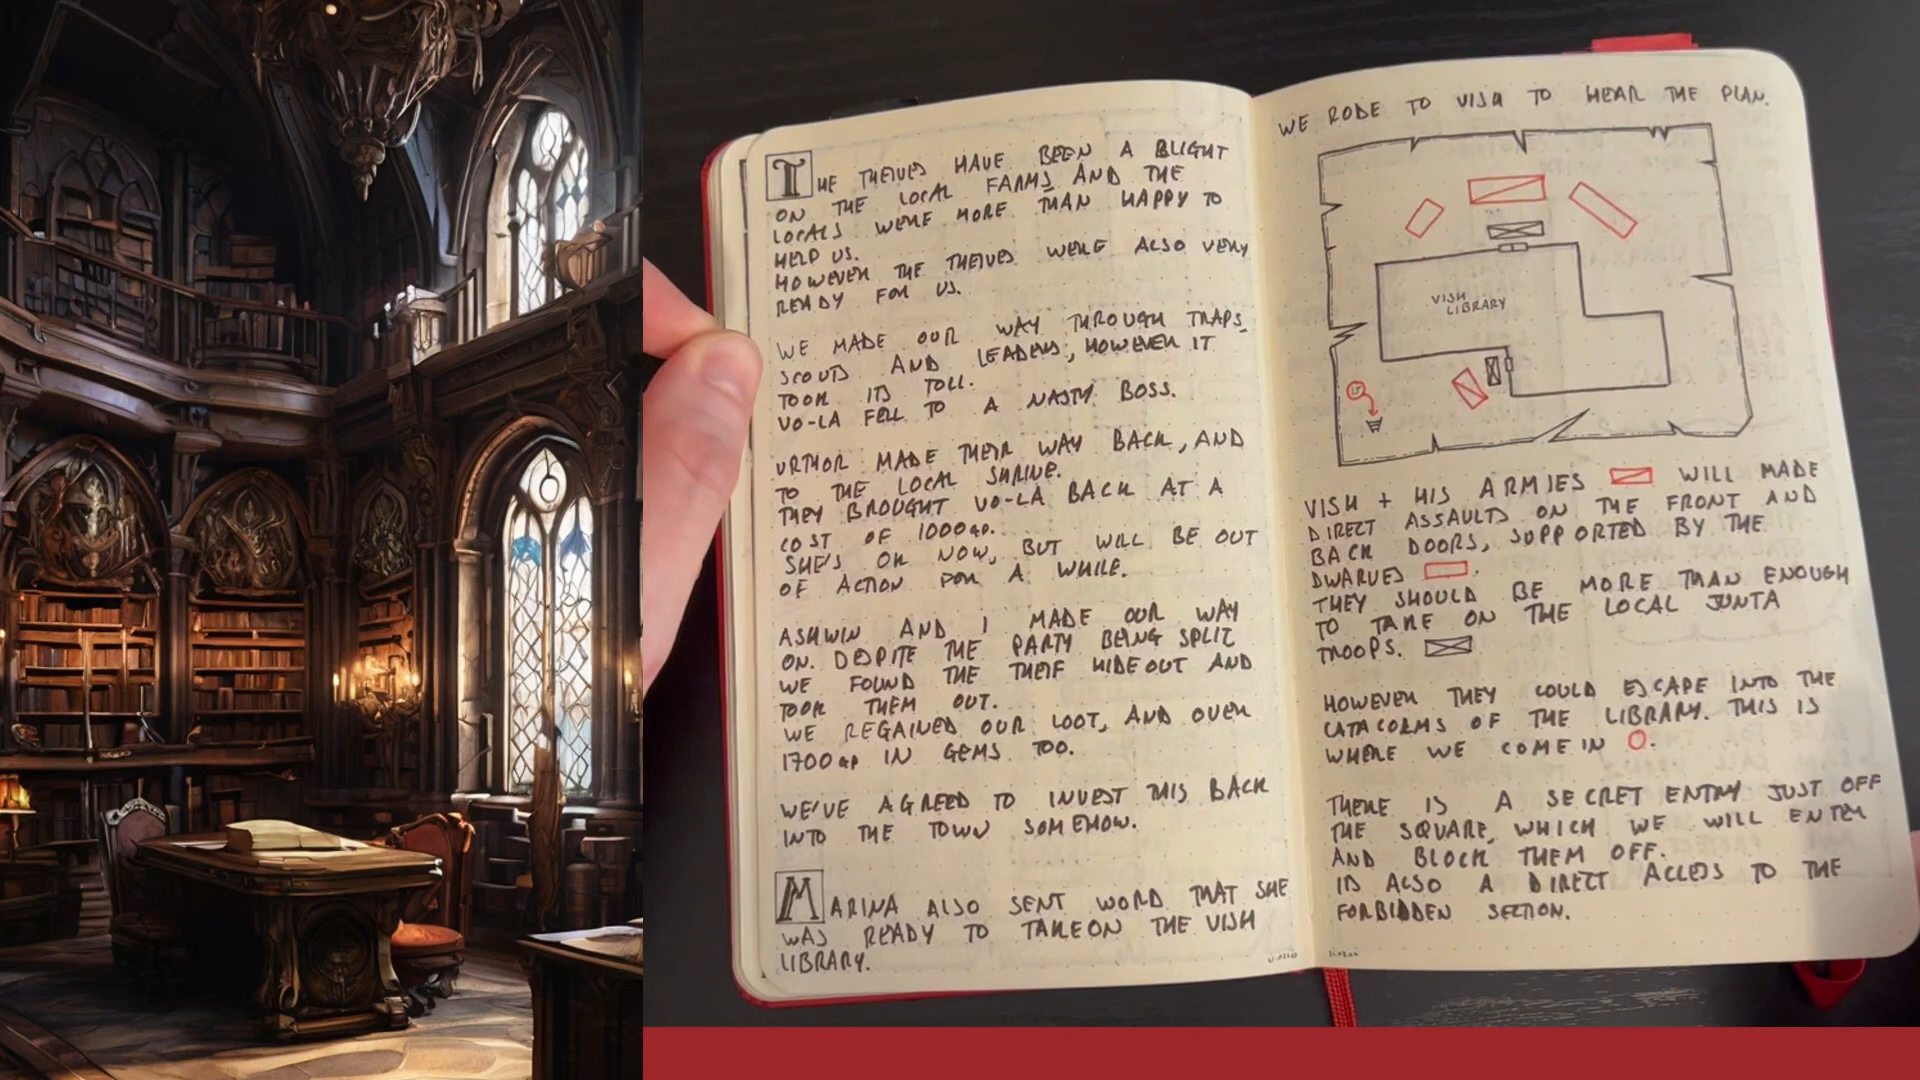 THE THEIVES HAVE BEEN A BLIGHT
ON THE LOCAL FARMS AND THE
LOCALS WERE MORE THAN HAPPY TO
HELP US.
HOWEVER THE THEIVES WERE ALSO VERY
READY FOR US.
WE MADE OUR WAY THROUGH TRAPS,
SCOUTS AND LEADERS, HOWEVER IT
TOOK ITS TOLL.
VO-LA FELL TO A NASTY BOSS.
URTHOR MADE THEIR WAY BACK, AND
TO THE LOCAL SHRINE.
THEY BROUGHT VO-LA BACK AT A
COST OF 1000GP.
SHE'S OK NOW, BUT WILL BE OUT
OF ACTION FOR A WHILE.
ASHWIN AND I MADE OUR WAY
ON. DESPITE THE PARTY BEING SPLIT
WE FOUND THE THEIF HIDEOUT AND
TOOK THEM OUT.
WE REGAINED OUR LOOT, AND OVER
1700GP IN GEMS TOO.
WE'VE AGREED TO INVEST THIS BACK
INTO THE TOWN SOMEHOW.
MARINA ALSO SENT WORD THAT SHE
WAS READY TO TAKE ON THE VISH
LIBRARY.
WE RODE TO VISH TO HEAR THE PLAN.
VISH
LIBRARY
VISH + HIS ARMIES WILL MADE
DIRECT ASSAULTS ON THE FRONT AND
BACK DOORS, SUPPORTED BY THE
DWARVES.
THEY SHOULD BE MORE THAN ENOUGH
TO TAKE ON THE LOCAL JUNTA
TROOPS.
HOWEVER THEY COULD ESCAPE INTO THE
CATACORMS OF THE LIBRARY. THIS IS
WHERE WE COME IN.
THERE IS A SECRET ENTRY JUST OFF
THE SQUARE, WHICH WE WILL ENTER
AND BLOCK THEM OFF.
ITS ALSO A DIRECT ACCESS TO THE
FORBIDDEN SECTION.